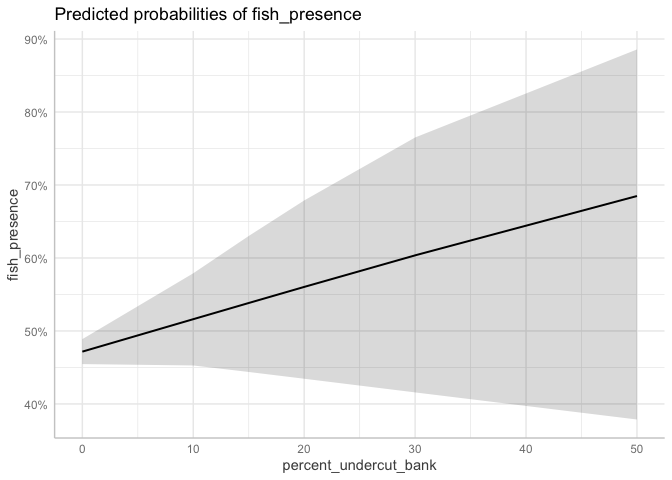 Predicted probabilities of fish_presence
90%
80%
70%
60%
50%
40%
fish_presence
0 10 20 30 40 50
percent_undercut_bank